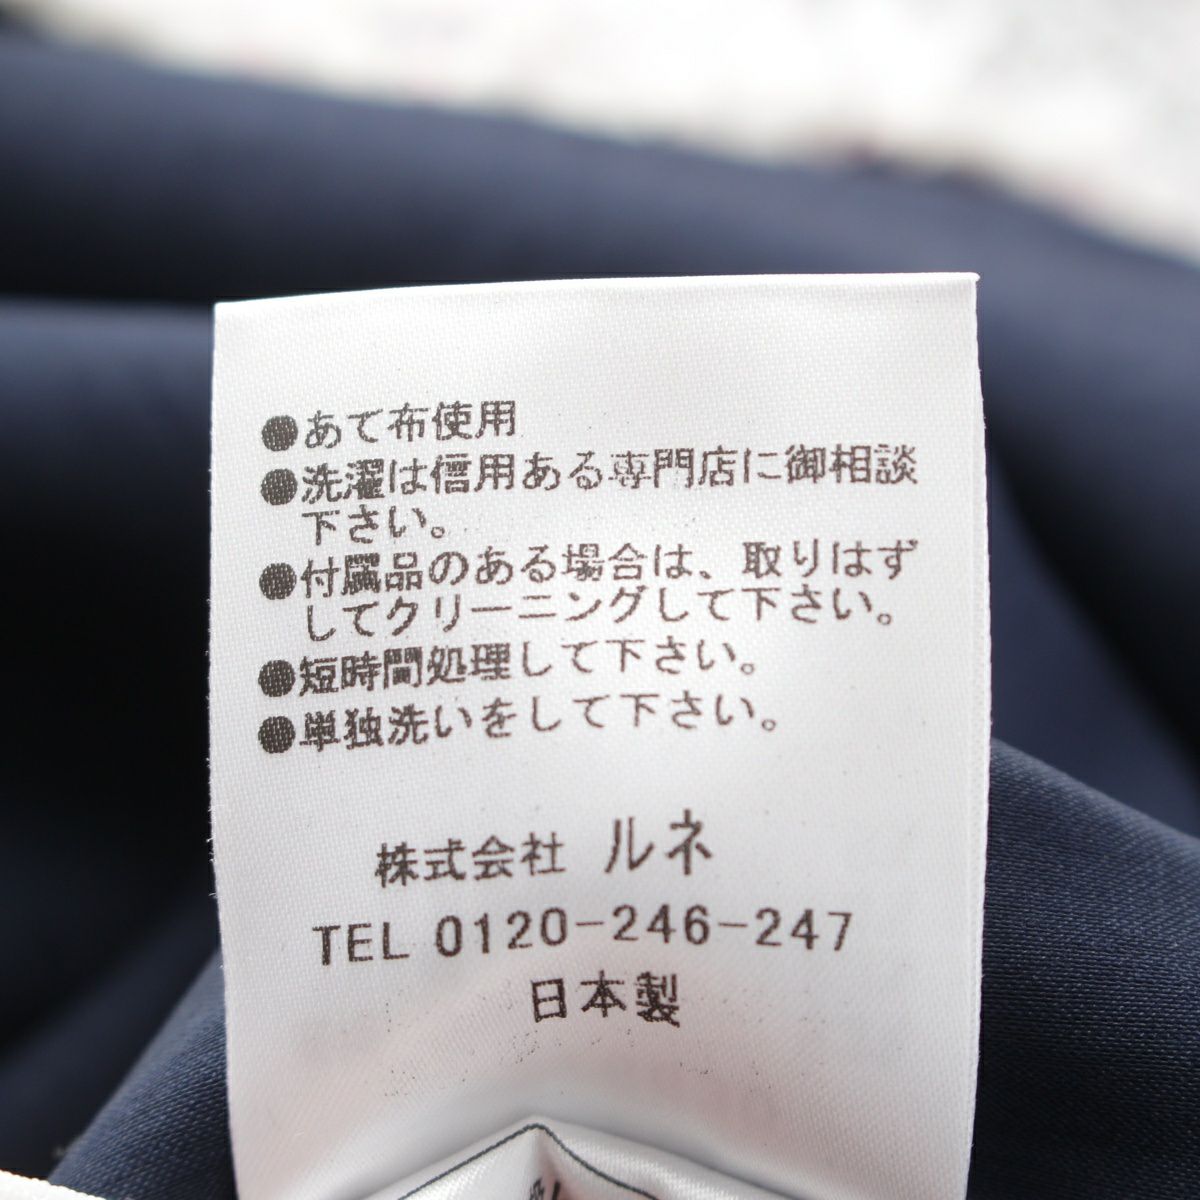 ●あて布使用
●洗濯は信用ある専門店に御相談
下さい。
●付属品のある場合は、取りはず
してクリーニングして下さい。
●短時間処理して下さい。
●単独洗いをして下さい。
株式会社 ルネ
TEL 0120-246-247
日本製